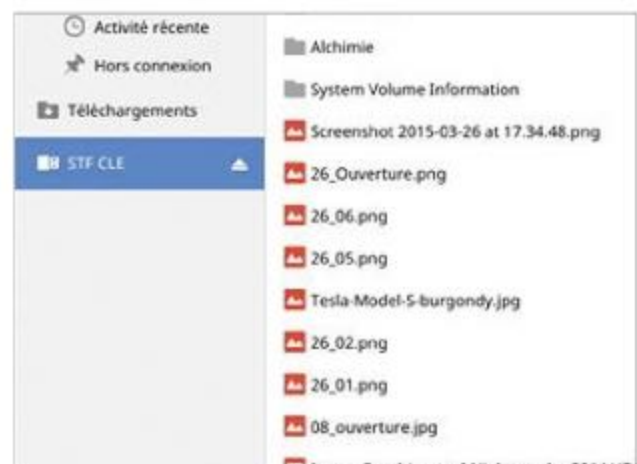 Activité récente
Hors connexion
Téléchargements
STF CLE
Alchimie
System Volume Information
Screenshot 2015-03-26 at 17.34.48.png
26_Ouverture.png
26_06.png
26_05.png
Tesla-Model-S-burgondy.jpg
26_02.png
26_01.png
08_ouverture.jpg